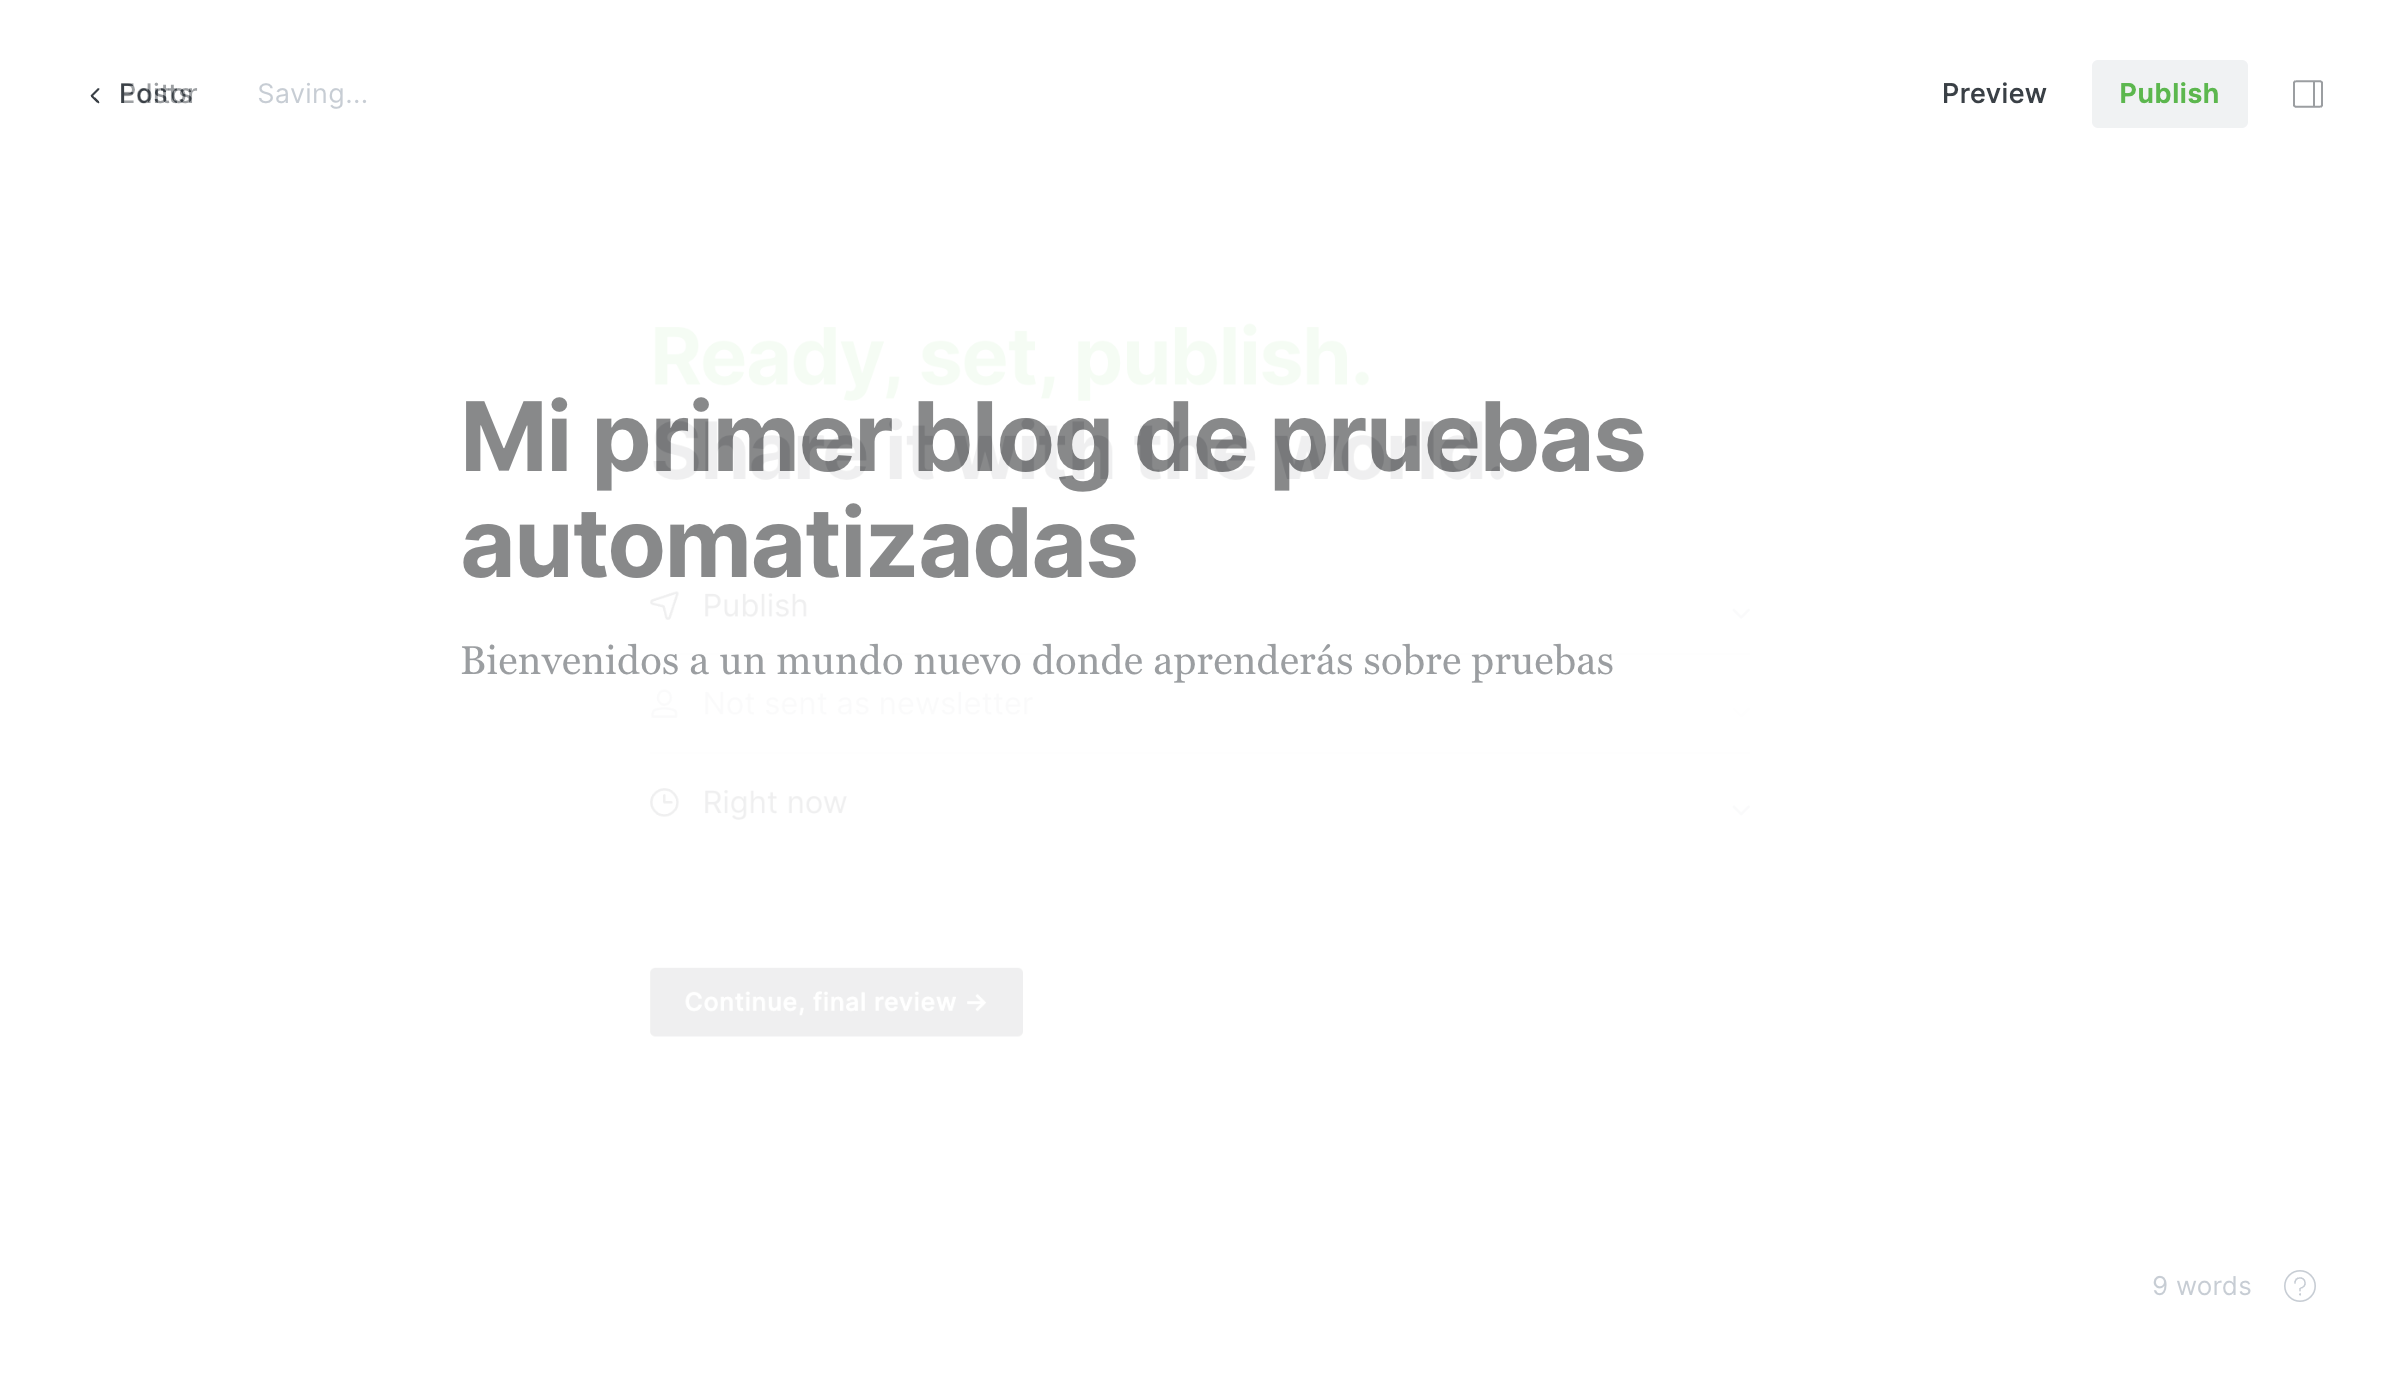 Posts
Editor
Saving...
Preview
Publish
Ready, set, publish.
Share it with the world.
Mi primer blog de pruebas
automatizadas
Publish
Bienvenidos a un mundo nuevo donde aprenderás sobre pruebas
Not sent as newsletter
Right now
Continue, final review →
9 words
?